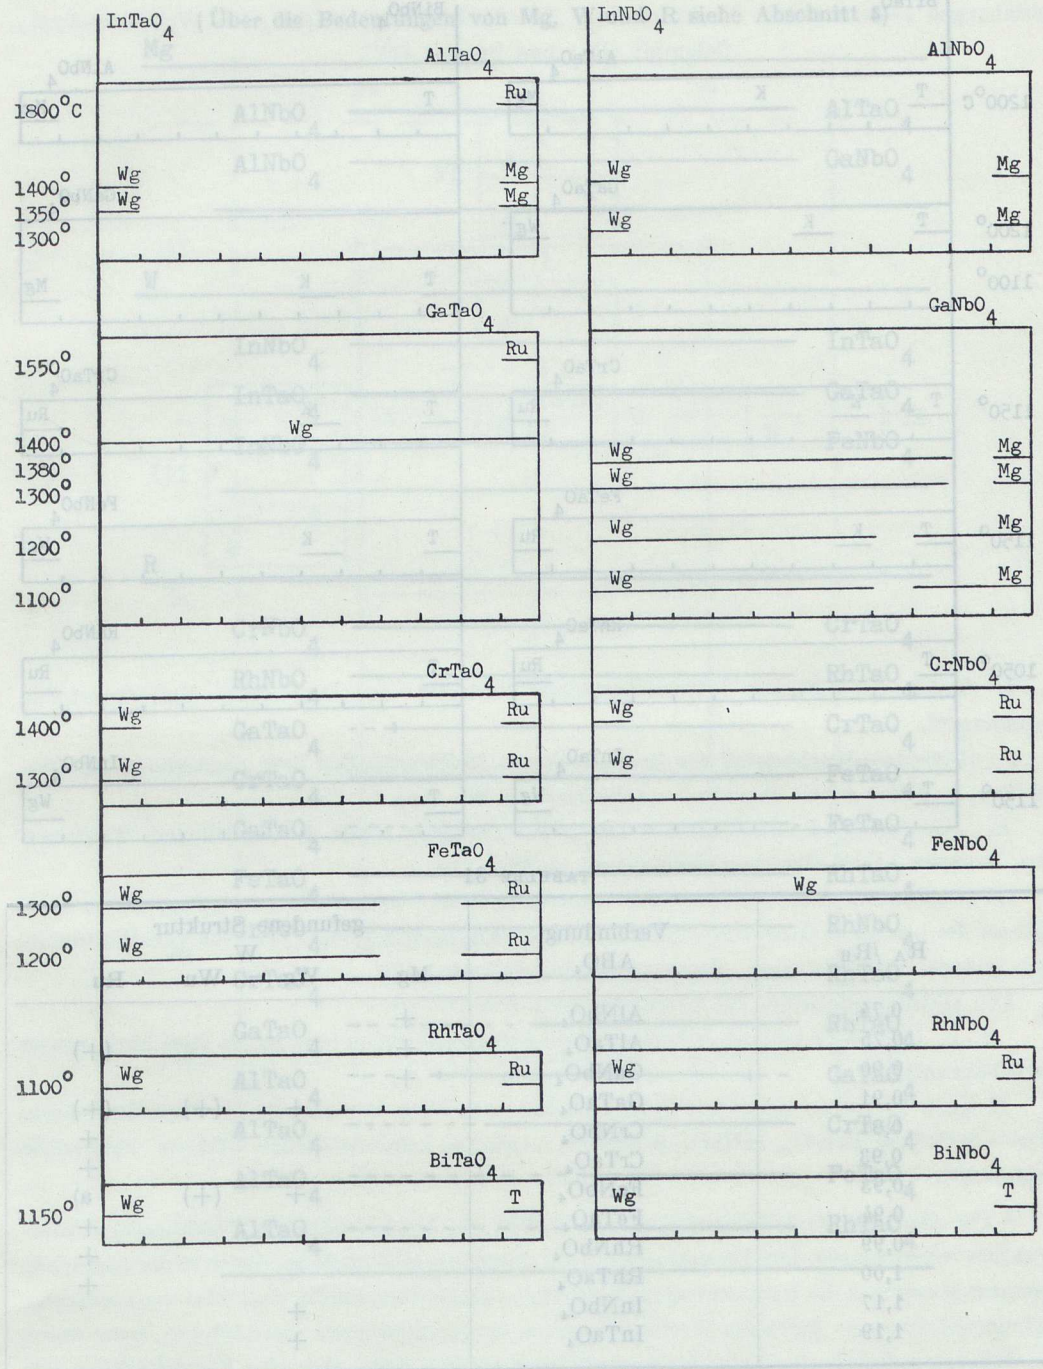 InTaO4
AlTaO4
1800°C
Ru
1400° Wg Mg
1350° Wg Mg
1300°
GaTaO4
1550° Ru
1400° Wg
1380°
1300°
1200°
1100°
CrTaO4
1400° Wg Ru
1300° Wg Ru
FeTaO4
1300° Wg Ru
1200° Wg Ru
RhTaO4
1100° Wg Ru
BiTaO4
1150° Wg T
InNbO4
AlNbO4
Wg Mg
Wg Mg
GaNbO4
Wg Mg
Wg Mg
Wg Mg
Wg Mg
CrNbO4
Wg Ru
Wg Ru
FeNbO4
Wg
RhNbO4
Wg Ru
BiNbO4
Wg T